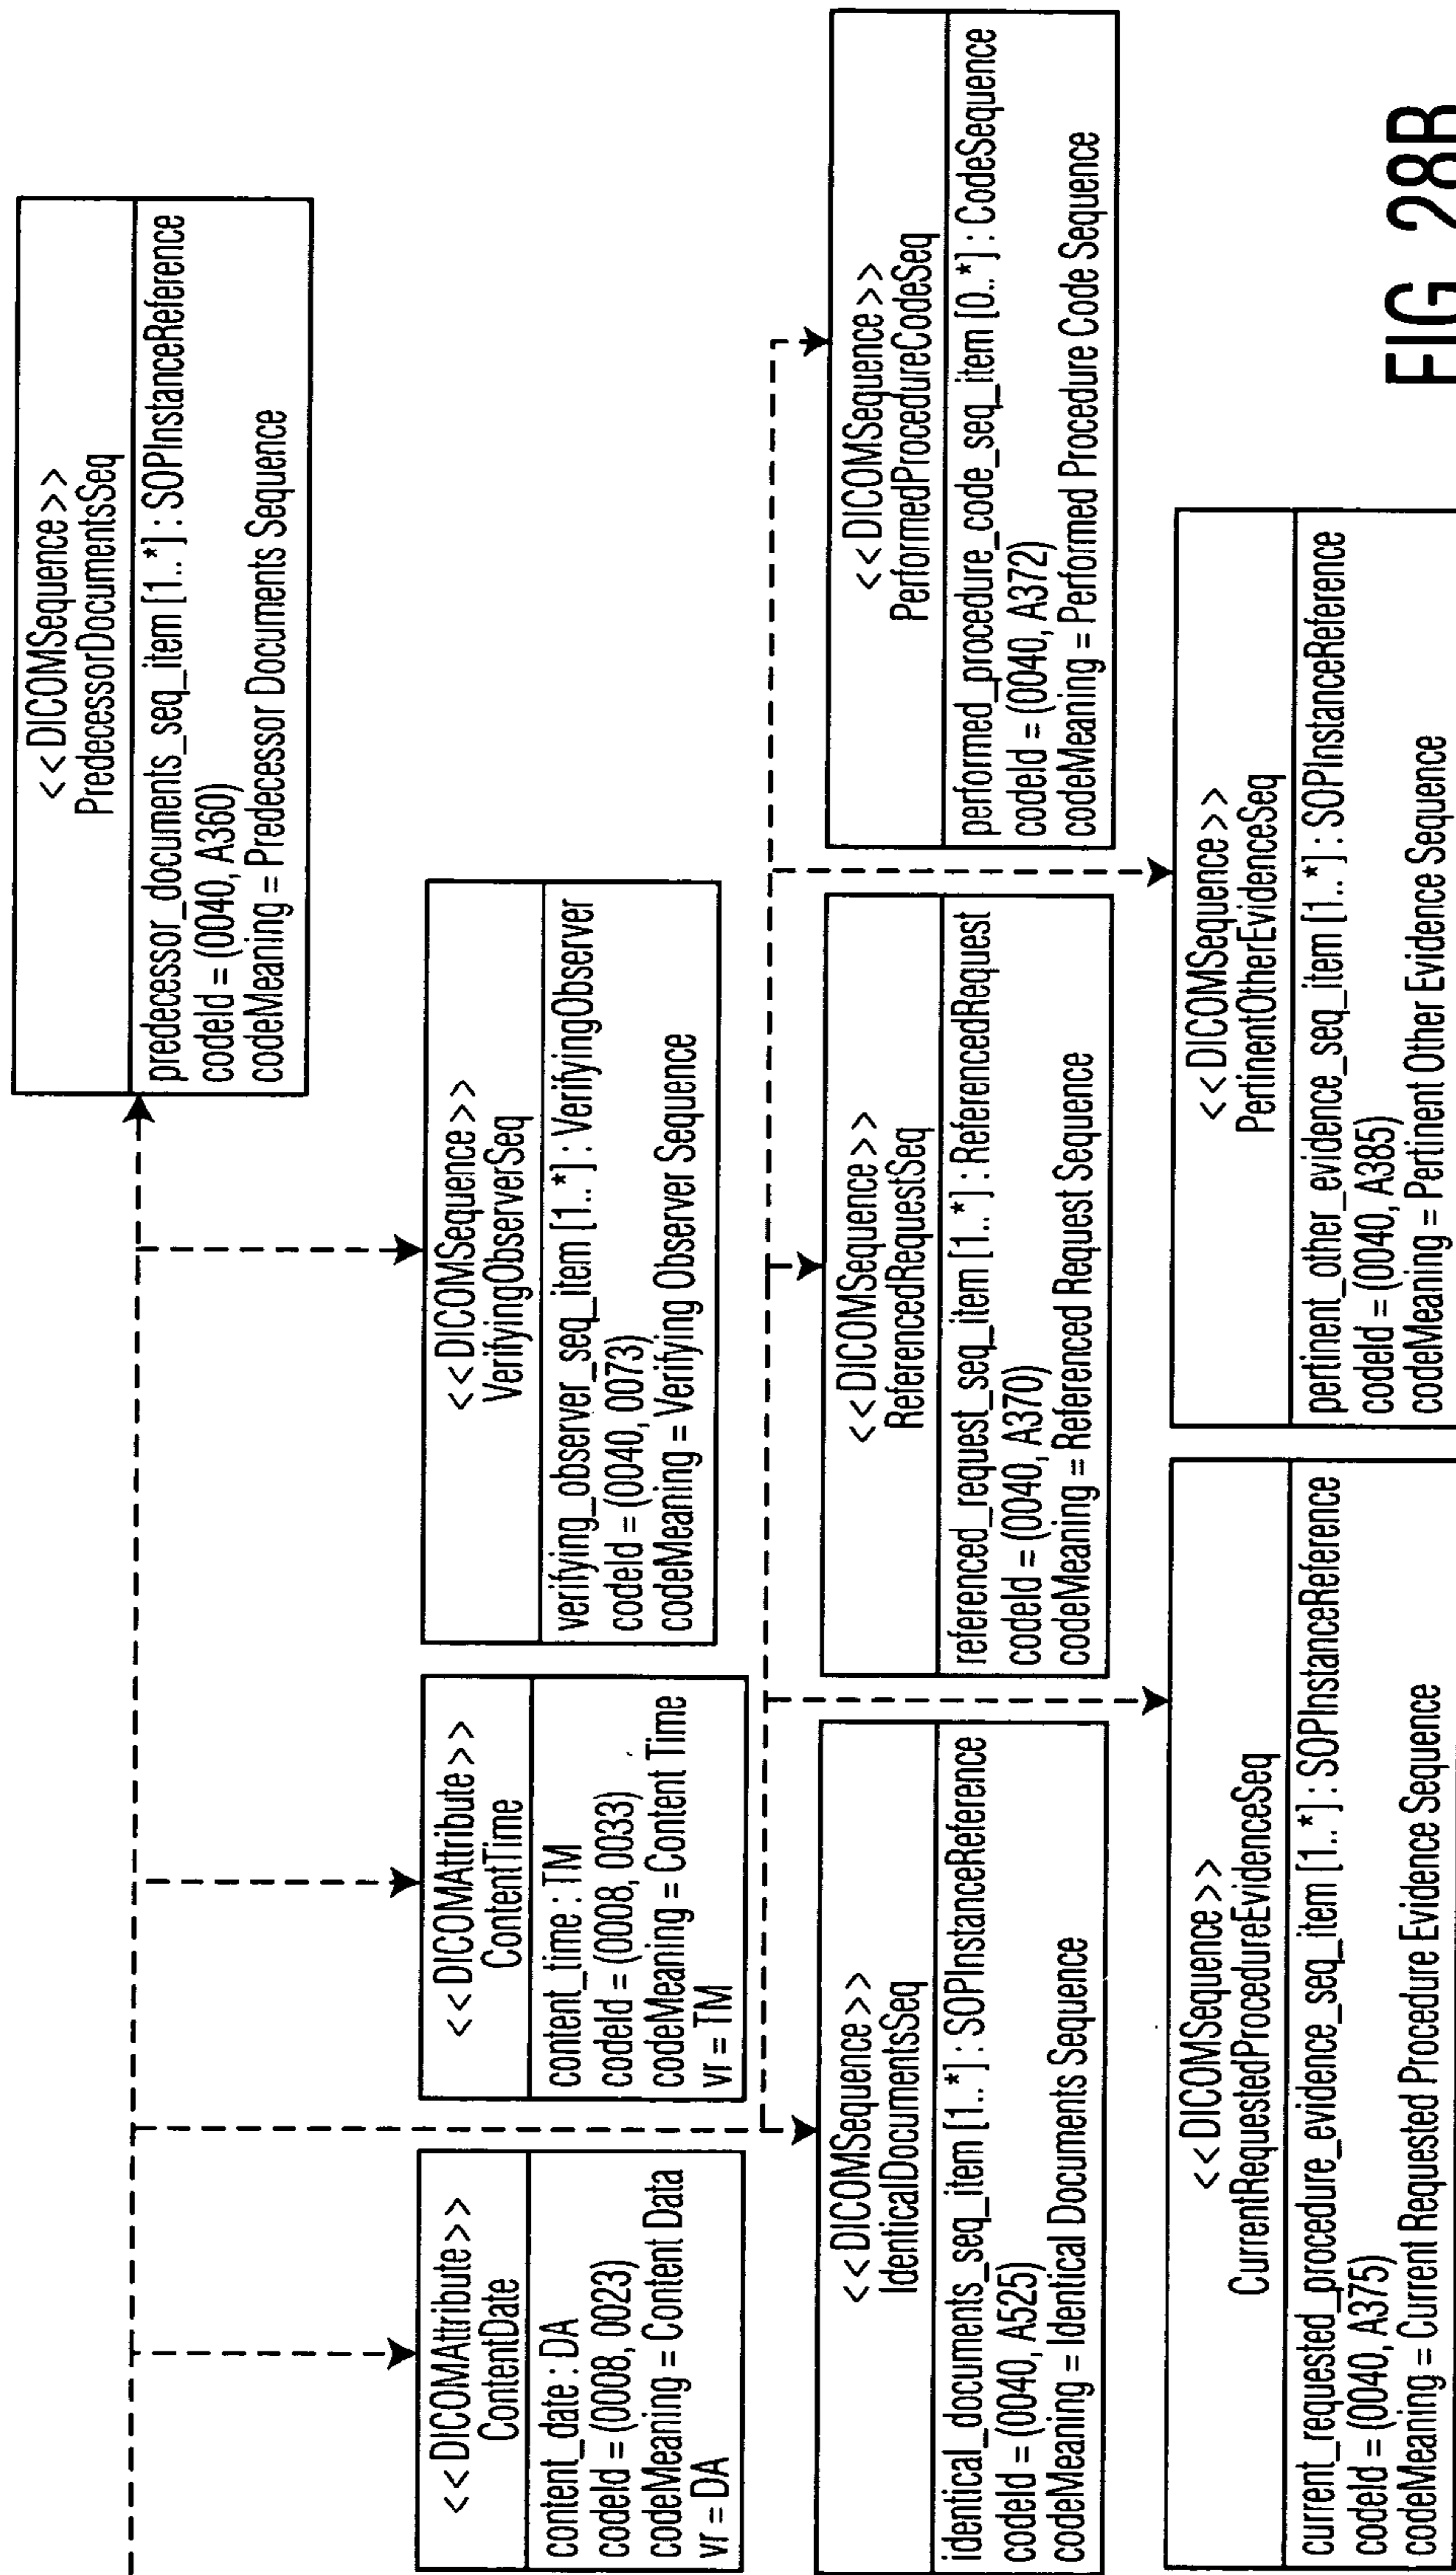 <<DICOMSequence>>
PredecessorDocumentsSeq
predecessor_documents_seq_item [1..*] : SOPInstanceReference
codeId = (0040, A360)
codeMeaning = Predecessor Documents Sequence
<<DICOMAttribute>>
ContentDate
content_date : DA
codeId = (0008, 0023)
codeMeaning = Content Data
vr = DA
<<DICOMAttribute>>
ContentTime
content_time : TM
codeId = (0008, 0033)
codeMeaning = Content Time
vr = TM
<<DICOMSequence>>
VerifyingObserverSeq
verifying_observer_seq_item [1..*] : VerifyingObserver
codeId = (0040, 0073)
codeMeaning = Verifying Observer Sequence
<<DICOMSequence>>
IdenticalDocumentsSeq
identical_documents_seq_item [1..*] : SOPInstanceReference
codeId = (0040, A525)
codeMeaning = Identical Documents Sequence
<<DICOMSequence>>
ReferencedRequestSeq
referenced_request_seq_item [1..*] : ReferencedRequest
codeId = (0040, A370)
codeMeaning = Referenced Request Sequence
<<DICOMSequence>>
PerformedProcedureCodeSeq
performed_procedure_code_seq_item [0..*] : CodeSequence
codeId = (0040, A372)
codeMeaning = Performed Procedure Code Sequence
<<DICOMSequence>>
CurrentRequestedProcedureEvidenceSeq
current_requested_procedure_evidence_seq_item [1..*] : SOPInstanceReference
codeId = (0040, A375)
codeMeaning = Current Requested Procedure Evidence Sequence
<<DICOMSequence>>
PertinentOtherEvidenceSeq
pertinent_other_evidence_seq_item [1..*] : SOPInstanceReference
codeId = (0040, A385)
codeMeaning = Pertinent Other Evidence Sequence
FIG. 28B